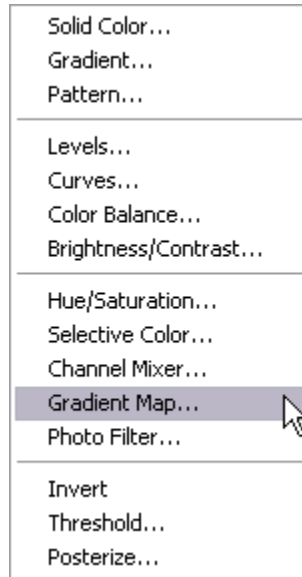 Solid Color...
Gradient...
Pattern...
Levels...
Curves...
Color Balance...
Brightness/Contrast...
Hue/Saturation...
Selective Color...
Channel Mixer...
Gradient Map...
Photo Filter...
Invert
Threshold...
Posterize...